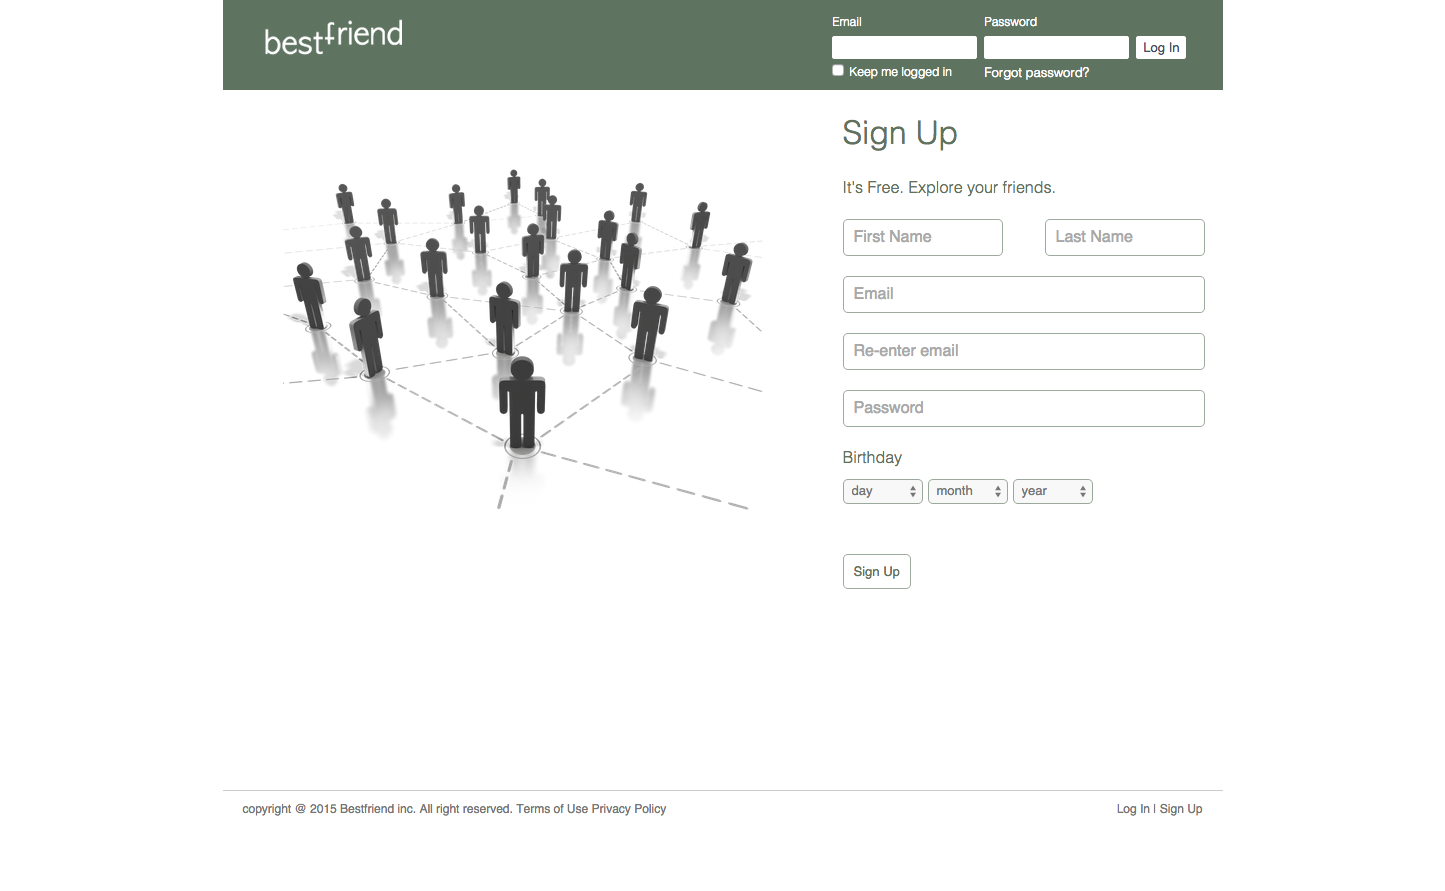 bestfriend
Email Password
Log In
Keep me logged in Forgot password?
Sign Up
It's Free. Explore your friends.
First Name Last Name
Email
Re-enter email
Password
Birthday
day month year
Sign Up
copyright @ 2015 Bestfriend inc. All right reserved. Terms of Use Privacy Policy Log In | Sign Up